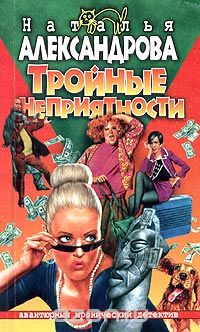 Наталья
АЛЕКСАНДРОВА
ТРОЙНЫЕ
НЕПРИЯТНОСТИ
авантюрный иронический детектив